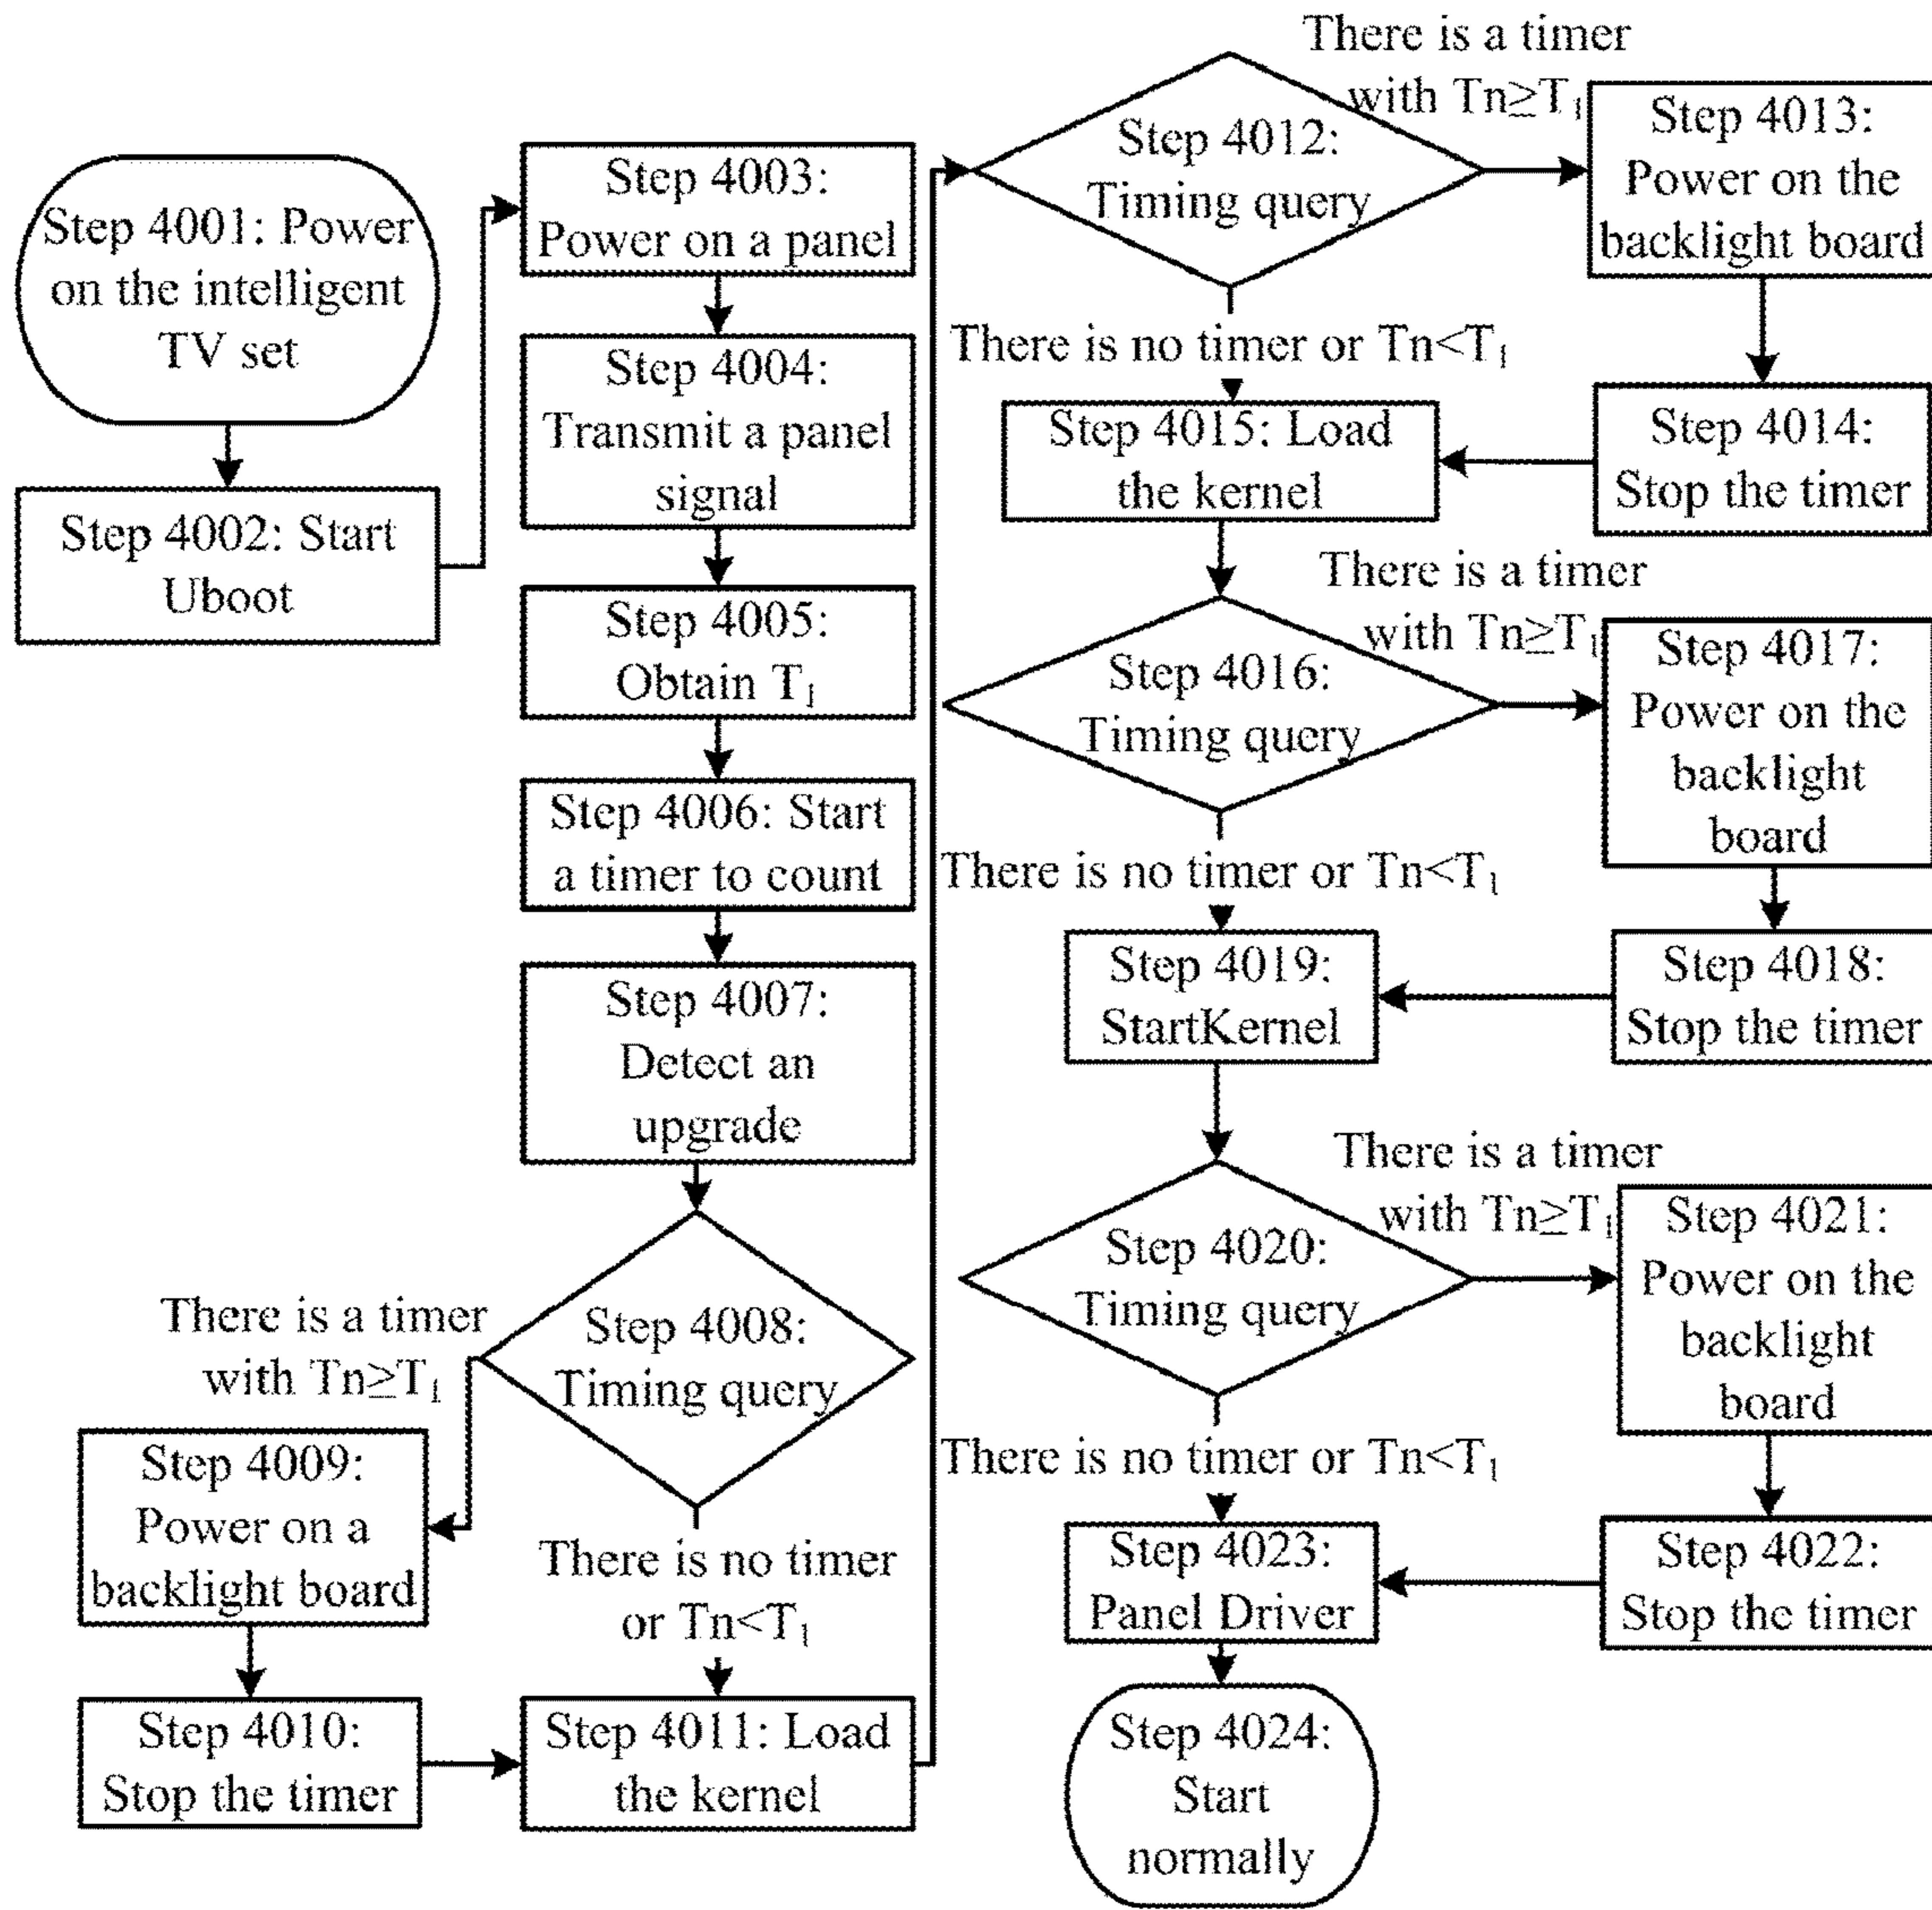 Step 4001: Power
on the intelligent
TV set
Step 4002: Start
Uboot
Step 4003:
Power on a panel
Step 4004:
Transmit a panel
signal
Step 4005:
Obtain T₁
Step 4006: Start
a timer to count
Step 4007:
Detect an
upgrade
Step 4008:
Timing query
There is a timer
with Tn≥T₁
Step 4009:
Power on a
backlight board
Step 4010:
Stop the timer
There is no timer
or Tn<T₁
Step 4011: Load
the kernel
Step 4012:
Timing query
There is a timer
with Tn≥T₁
Step 4013:
Power on the
backlight board
Step 4014:
Stop the timer
There is no timer or Tn<T₁
Step 4015: Load
the kernel
Step 4016:
Timing query
There is a timer
with Tn≥T₁
Step 4017:
Power on the
backlight
board
Step 4018:
Stop the timer
There is no timer or Tn<T₁
Step 4019:
StartKernel
Step 4020:
Timing query
There is a timer
with Tn≥T₁
Step 4021:
Power on the
backlight
board
Step 4022:
Stop the timer
There is no timer or Tn<T₁
Step 4023:
Panel Driver
Step 4024:
Start
normally